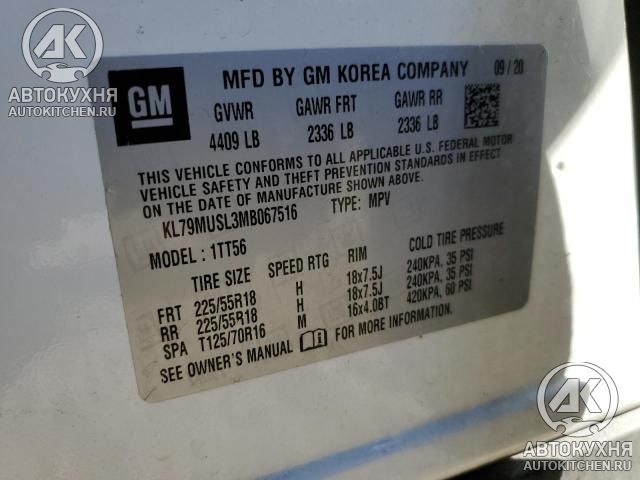 АК
АВТОКУХНЯ
AUTOKITCHEN.RU
GM
MFD BY GM KOREA COMPANY 09 / 20
GVWR GAWR FRT GAWR RR
4409 LB 2336 LB 2336 LB
THIS VEHICLE CONFORMS TO ALL APPLICABLE U.S. FEDERAL MOTOR
VEHICLE SAFETY AND THEFT PREVENTION STANDARDS IN EFFECT
ON THE DATE OF MANUFACTURE SHOWN ABOVE.
KL79MUSL3MB067516 TYPE: MPV
MODEL : 1TT56
TIRE SIZE SPEED RTG RIM COLD TIRE PRESSURE
FRT 225/55R18 H 18x7.5J 240KPA, 35 PSI
RR 225/55R18 H 18x7.5J 240KPA, 35 PSI
SPA T125/70R16 M 16x4.0BT 420KPA, 60 PSI
SEE OWNER'S MANUAL FOR MORE INFORMATION.
АК
АВТОКУХНЯ
AUTOKITCHEN.RU